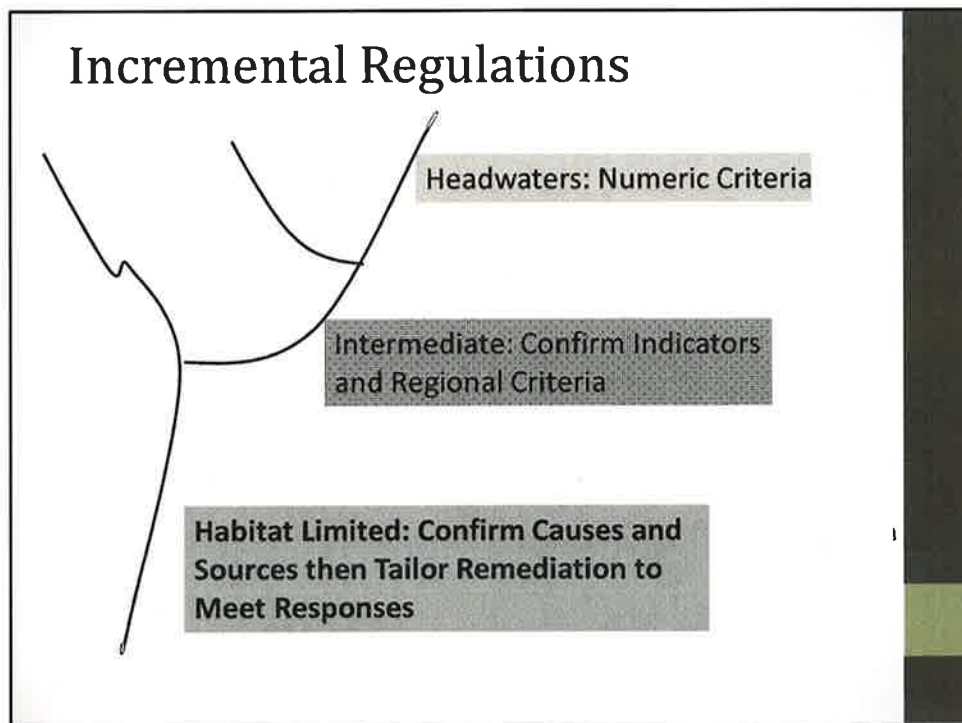 Incremental Regulations
Headwaters: Numeric Criteria
Intermediate: Confirm Indicators
and Regional Criteria
Habitat Limited: Confirm Causes and
Sources then Tailor Remediation to
Meet Responses